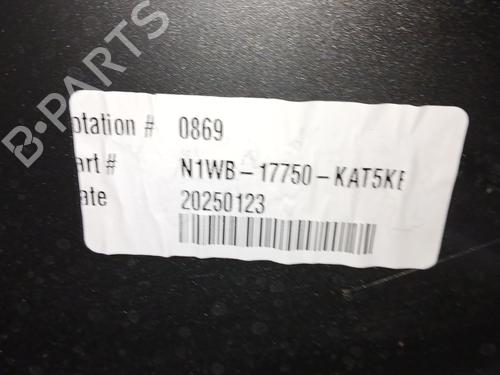 B-PARTS
otation # 0869
art # N1WB-17750-KAT5KE
ate 20250123